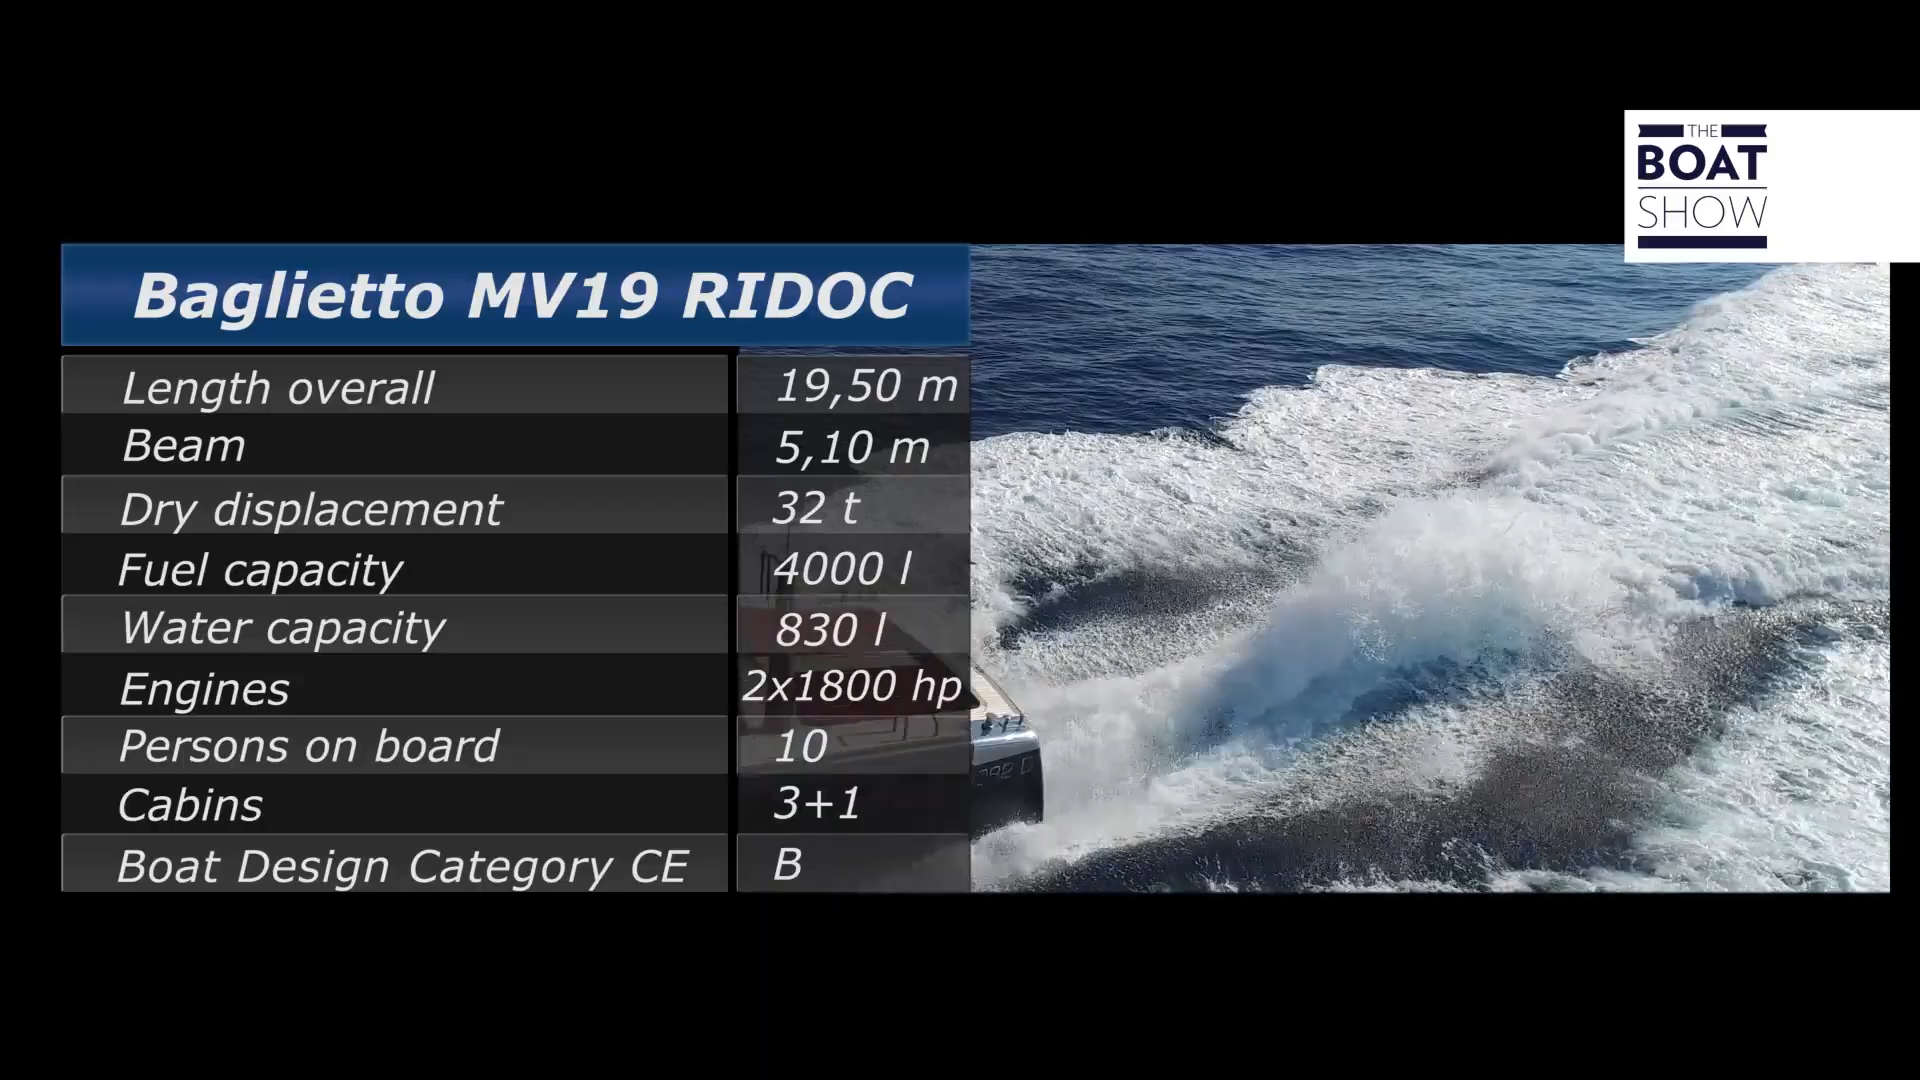 THE
BOAT
SHOW
Baglietto MV19 RIDOC
Length overall 19,50 m
Beam 5,10 m
Dry displacement 32 t
Fuel capacity 4000 l
Water capacity 830 l
Engines 2x1800 hp
Persons on board 10
Cabins 3+1
Boat Design Category CE B